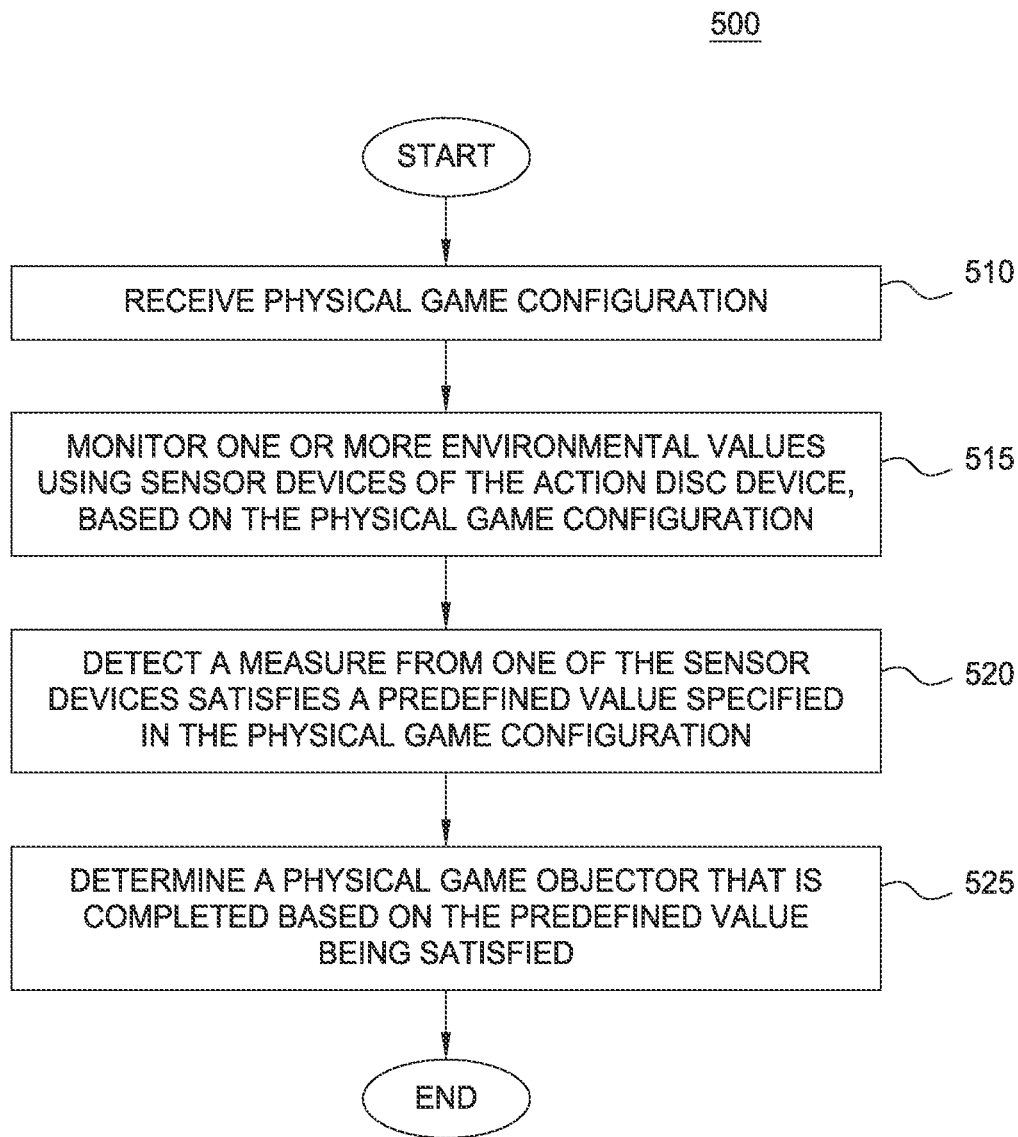 500
START
RECEIVE PHYSICAL GAME CONFIGURATION
510
MONITOR ONE OR MORE ENVIRONMENTAL VALUES
USING SENSOR DEVICES OF THE ACTION DISC DEVICE,
BASED ON THE PHYSICAL GAME CONFIGURATION
515
DETECT A MEASURE FROM ONE OF THE SENSOR
DEVICES SATISFIES A PREDEFINED VALUE SPECIFIED
IN THE PHYSICAL GAME CONFIGURATION
520
DETERMINE A PHYSICAL GAME OBJECTOR THAT IS
COMPLETED BASED ON THE PREDEFINED VALUE
BEING SATISFIED
525
END